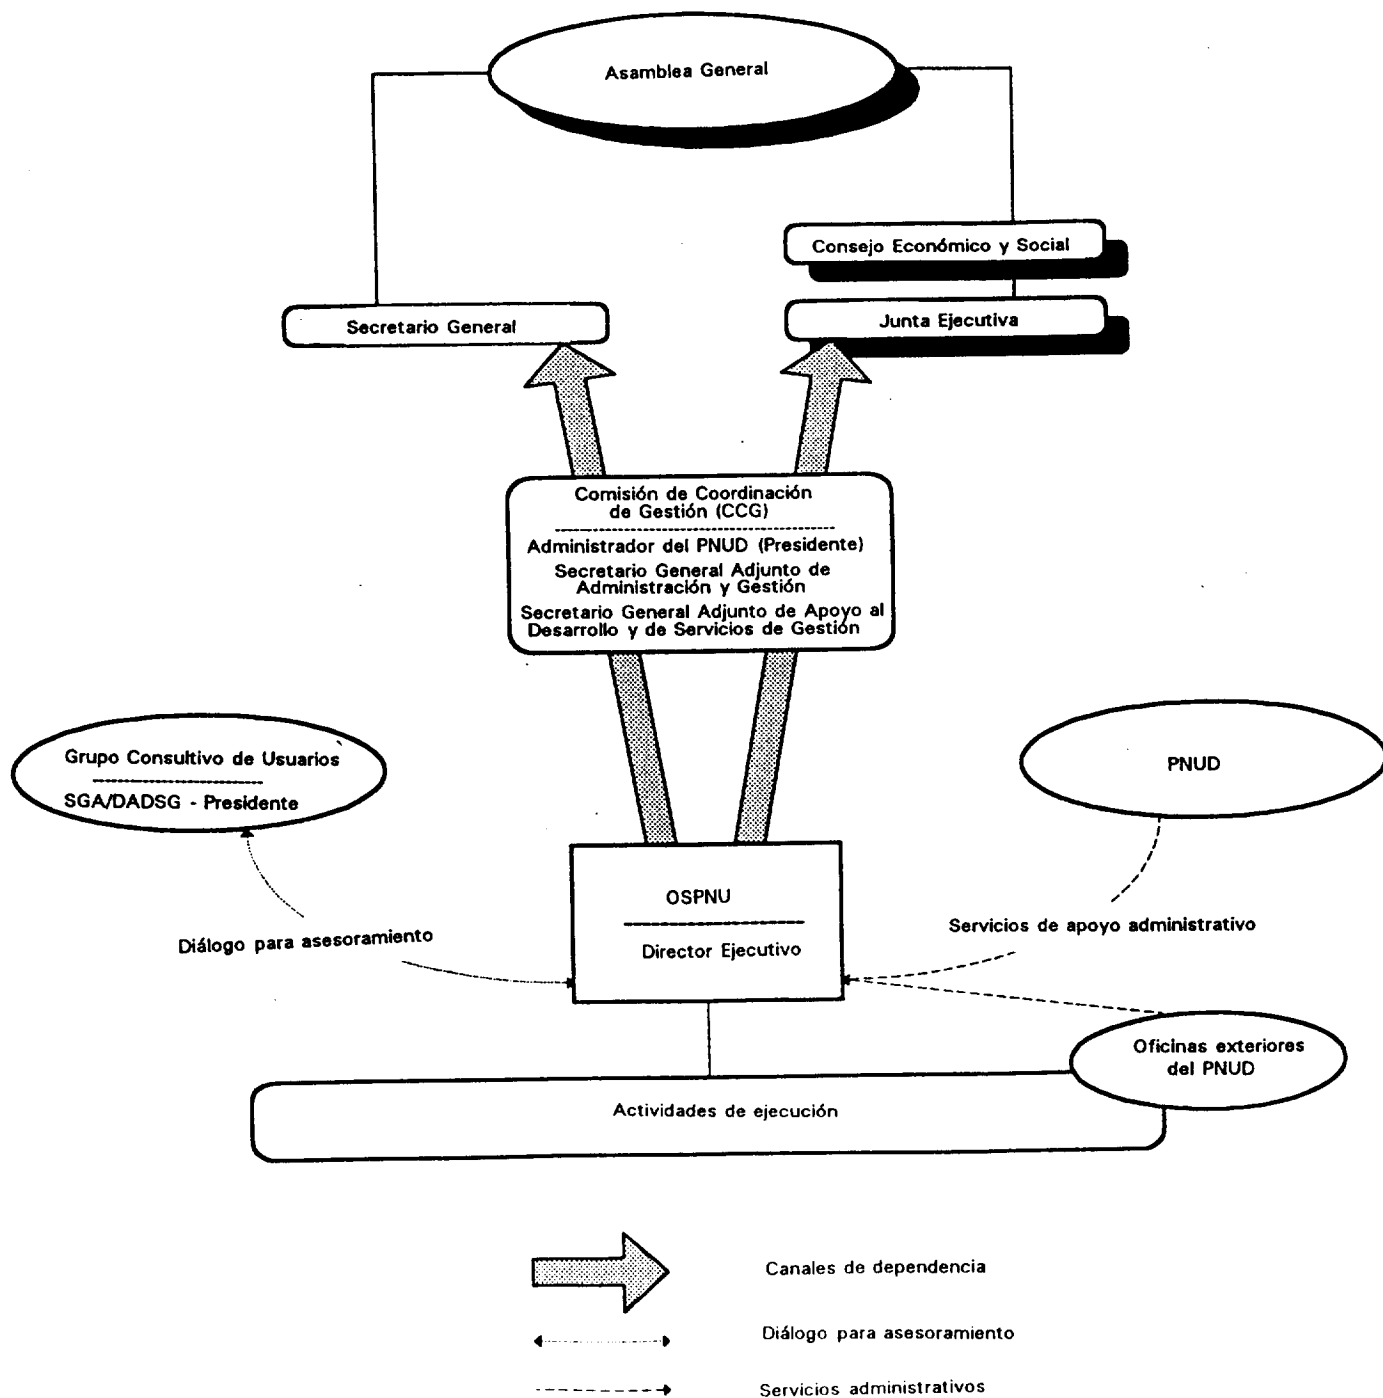 Asamblea General
Consejo Económico y Social
Secretario General
Junta Ejecutiva
Comisión de Coordinación
de Gestión (CCG)
Administrador del PNUD (Presidente)
Secretario General Adjunto de
Administración y Gestión
Secretario General Adjunto de Apoyo al
Desarrollo y de Servicios de Gestión
Grupo Consultivo de Usuarios
SGA/DADSG - Presidente
PNUD
OSPNU
Director Ejecutivo
Diálogo para asesoramiento
Servicios de apoyo administrativo
Oficinas exteriores
del PNUD
Actividades de ejecución
Canales de dependencia
Diálogo para asesoramiento
Servicios administrativos